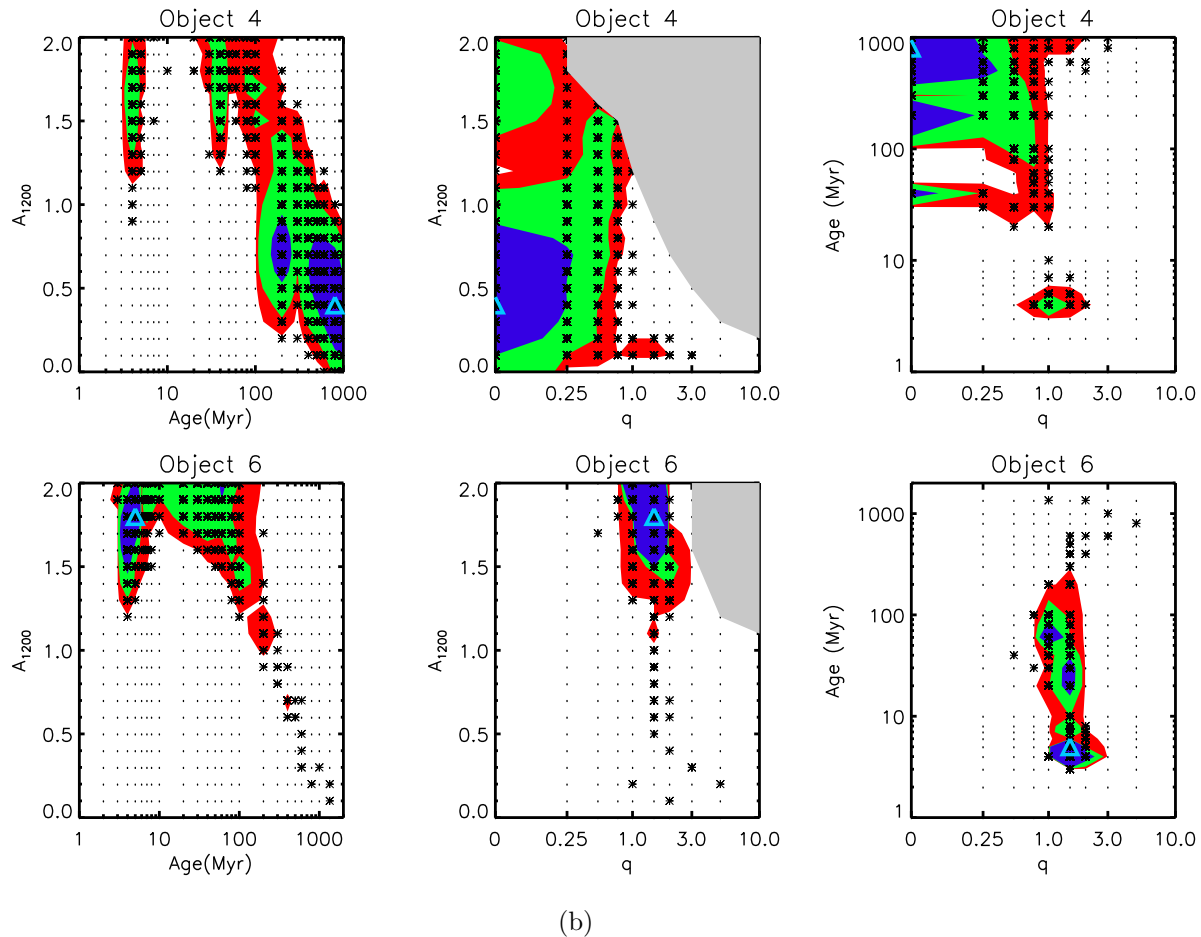 Object 4 Object 4 Object 4
2.0 1.5 1.0 0.5 0.0
A1200
1 10 100 1000
Age(Myr)
2.0 1.5 1.0 0.5 0.0
A1200
0 0.25 1.0 3.0 10.0
q
1000 100 10 1
Age (Myr)
0 0.25 1.0 3.0 10.0
q
Object 6 Object 6 Object 6
2.0 1.5 1.0 0.5 0.0
A1200
1 10 100 1000
Age(Myr)
2.0 1.5 1.0 0.5 0.0
A1200
0 0.25 1.0 3.0 10.0
q
1000 100 10 1
Age (Myr)
0 0.25 1.0 3.0 10.0
q
(b)